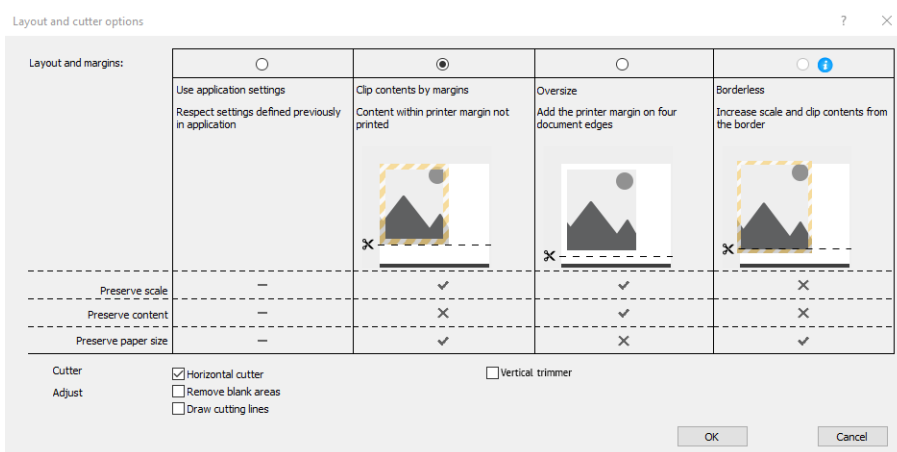 Layout and cutter options
Layout and margins:
Use application settings
Respect settings defined previously
in application
Clip contents by margins
Content within printer margin not
printed
Oversize
Add the printer margin on four
document edges
Borderless
Increase scale and clip contents from
the border
Preserve scale
Preserve content
Preserve paper size
Cutter
Horizontal cutter
Vertical trimmer
Adjust
Remove blank areas
Draw cutting lines
OK
Cancel